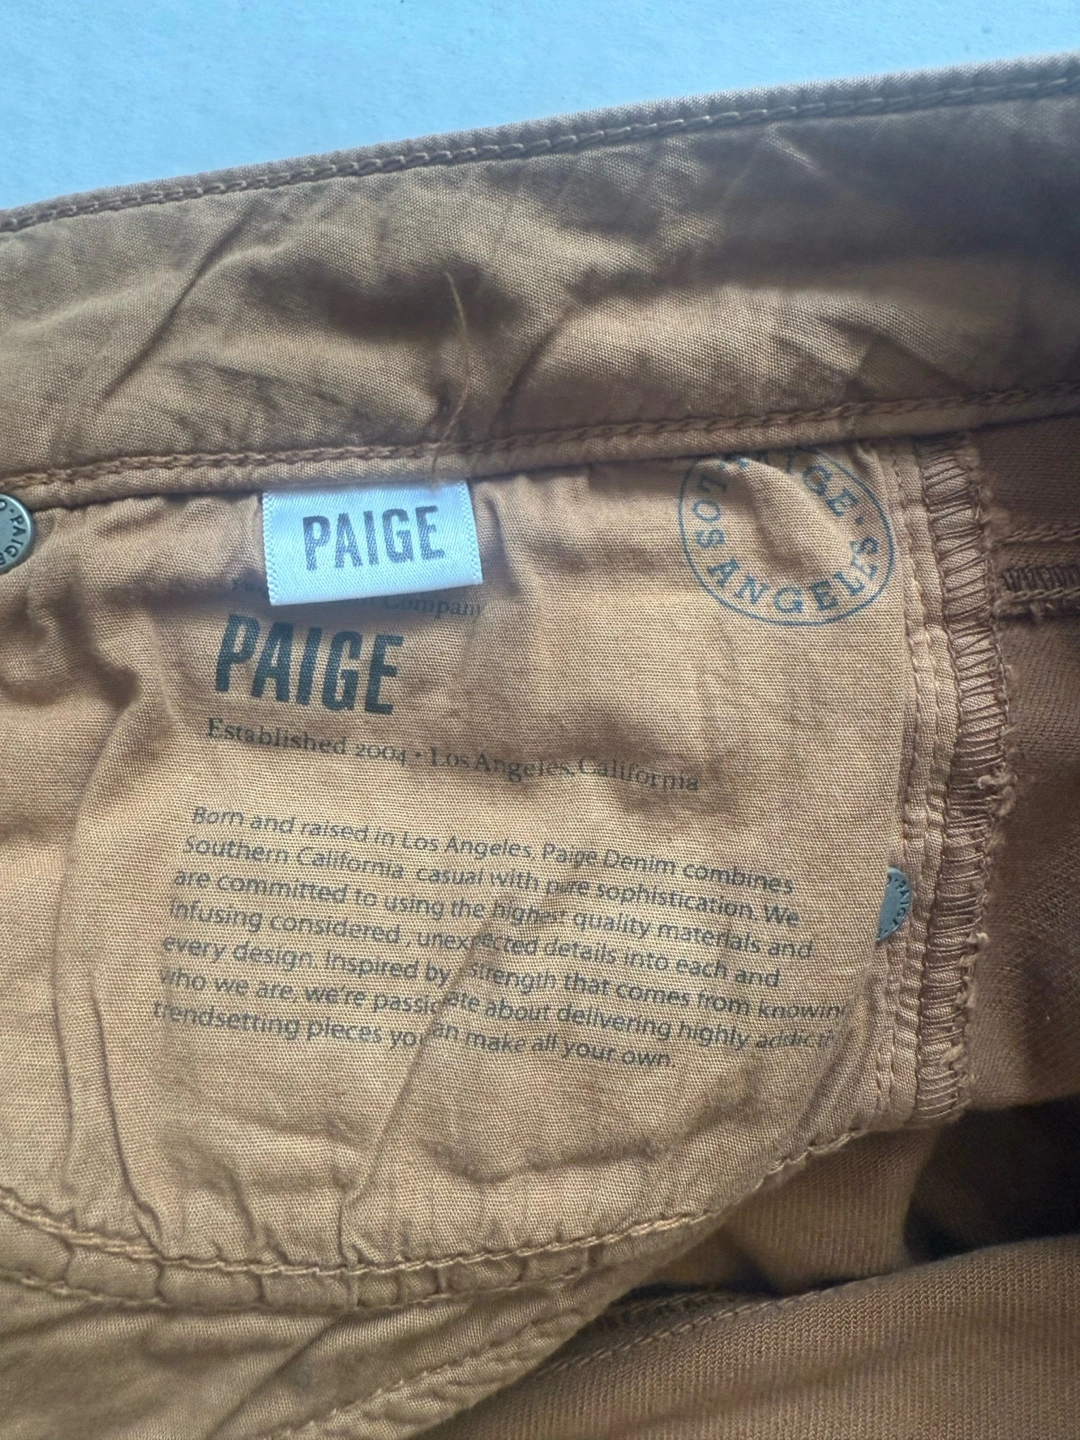 PAIGE
LOS ANGELES
Company
PAIGE
Established 2004 • Los Angeles, California
Born and raised in Los Angeles, Paige Denim combines
Southern California casual with pure sophistication. We
are committed to using the highest quality materials and
infusing considered, unexpected details into each and
every design. Inspired by strength that comes from knowing
who we are, we're passionate about delivering highly
trendsetting pieces you can make all your own.
PAIGE
PAIGE